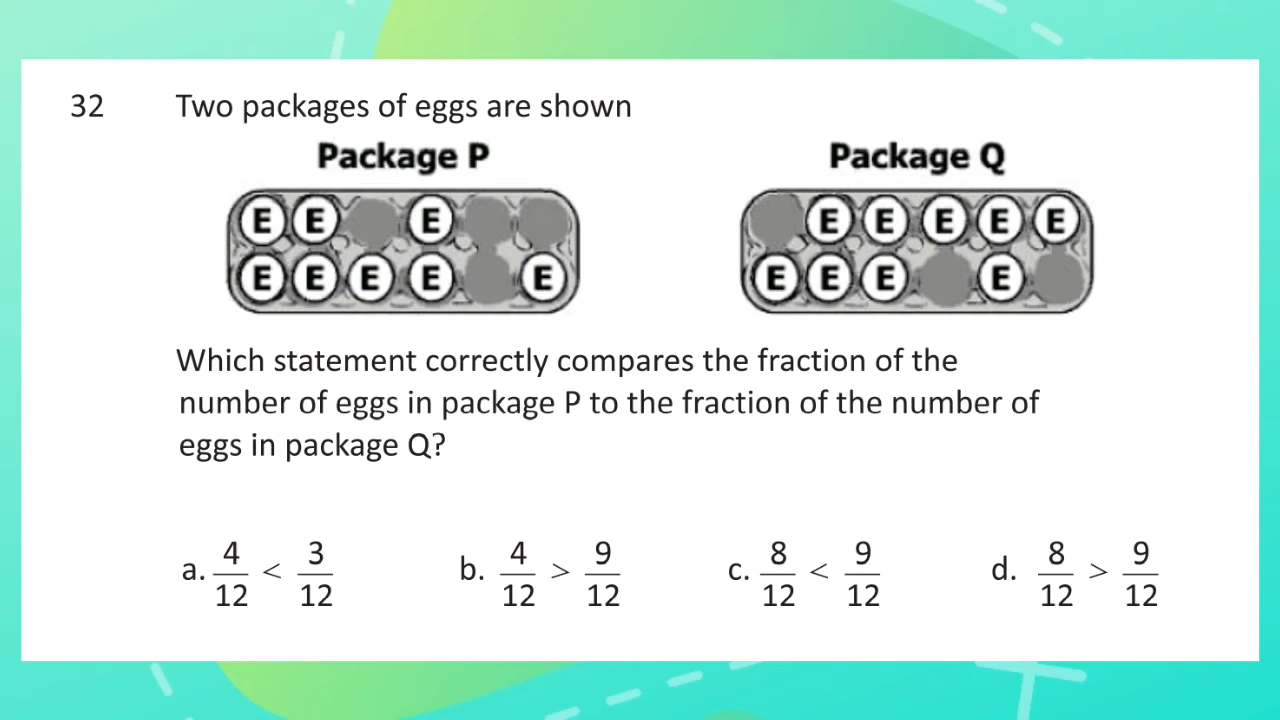 32 Two packages of eggs are shown
Package P Package Q
E E E E E E E E
E E E E E E E E E
Which statement correctly compares the fraction of the
number of eggs in package P to the fraction of the number of
eggs in package Q?
a. 4/12 < 3/12 b. 4/12 > 9/12 c. 8/12 < 9/12 d. 8/12 > 9/12